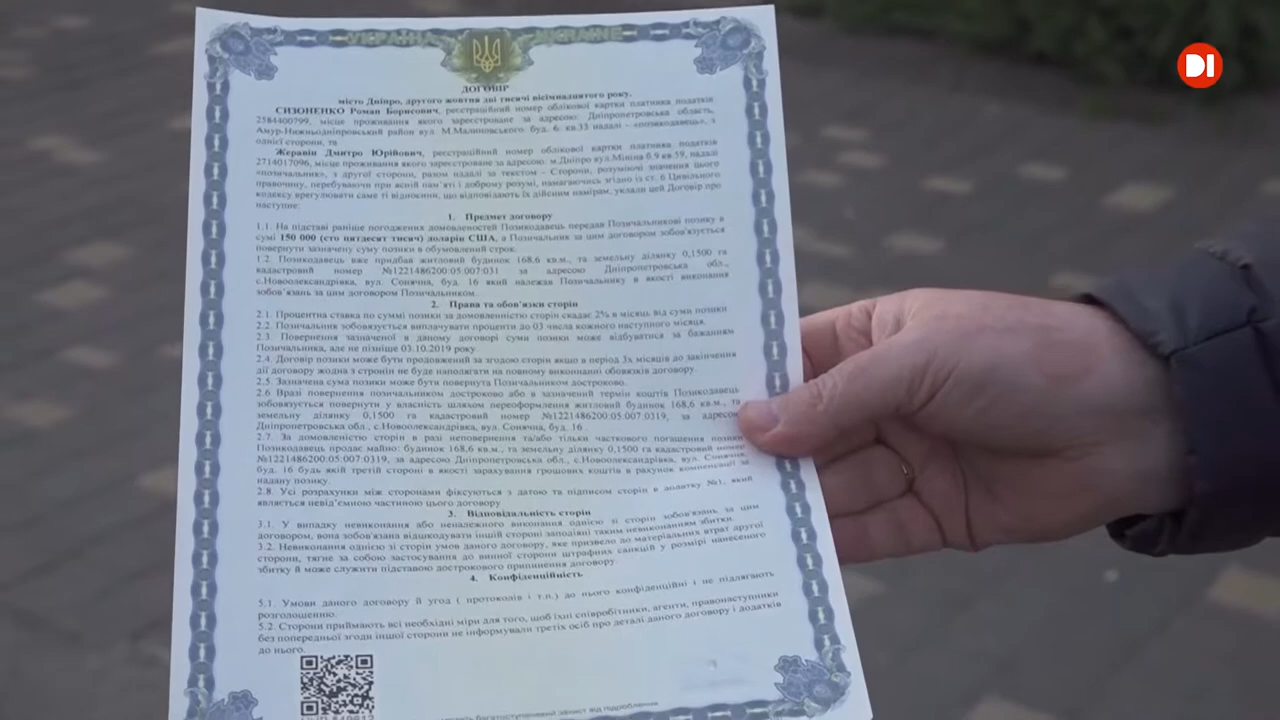 УКРАЇНА UKRAINE
DI
ДОГОВІР
місто Дніпро, другого жовтня дві тисячі вісімнадцятого року.
СИЗОНЕНКО Роман Борисович, реєстраційний номер облікової картки платника податків
2584400799, місце проживання якого зареєстроване за адресою: Дніпропетровська область,
Амур-Нижньодніпровський район вул. М.Малиновського буд. 6. кв.33 надалі - «позикодавець», з
однієї сторони, та
Жеравін Дмитро Юрійович, реєстраційний номер облікової картки платника податків
2714017096, місце проживання якого зареєстроване за адресою: м.Дніпро вул.Мініна б.9 кв.59, надалі
«позичальник», з другої сторони, разом надалі за текстом - Сторони, розуміючі значення цього
правочину, перебуваючи при ясній пам'яті і доброму розумі, намагаючись згідно із ст. 6 Цивільного
кодексу врегулювати саме ті відносини, що відповідають їх дійсним намірам, уклали цей Договір про
наступне:
1. Предмет договору
1.1. На підставі раніше погоджених домовленостей Позикодавець передав Позичальникові позику в
сумі 150 000 (сто пятдесят тисяч) доларів США, а Позичальник за цим договором зобов'язується
повернути зазначену суму позики в обумовлений строк.
1.2. Позикодавець вже придбав житловий будинок 168,6 кв.м., та земельну ділянку 0,1500 га
кадастровий номер №1221486200:05:007:031 за адресою Дніпропетровська обл.,
с.Новоолександрівка, вул. Сонячна, буд. 16 який належав Позичальнику в якості виконання
зобов'язань за цим договором Позичальником.
2. Права та обов'язки сторін
2.1. Процентна ставка по суммі позики за домовленністю сторін складає 2% в місяць від суми позики
2.2. Позичальник зобовязується виплачувати проценти до 03 числа кожного наступного місяця.
2.3. Повернення зазначеної в даному договорі суми позики може відбуватися за бажанням
Позичальника, але не пізніше 03.10.2019 року.
2.4. Договір позики може бути продовжений за згодою сторін якщо в період 3х місяців до закінчення
дії договору жодна з стронін не буде наполягати на повному виконанні обовязків договору.
2.5. Зазначена сума позики може бути повернута Позичальником достроково.
2.6 Вразі повернення позичальником достроково або в зазначений термін коштів Позикодавець
зобовязується повернути у власність шляхом переоформлення житловий будинок 168,6 кв.м., та
земельну ділянку 0,1500 га кадастровий номер №1221486200:05:007:0319, за адресою
Дніпропетровська обл., с.Новоолександрівка, вул. Сонячна, буд. 16 .
2.7. За домовленістю сторін в разі неповернення та/або тільки часткового погашення позики
Позикодавець продає майно: будинок 168,6 кв.м., та земельну ділянку 0,1500 га кадастровий номер
№1221486200:05:007:0319, за адресою Дніпропетровська обл., с.Новоолександрівка, вул. Сонячна,
буд. 16 будь якій третій стороні в якості зарахування грошових коштів в рахунок компенсації за
надану позику.
2.8. Усі розрахунки між сторонами фіксуються з датою та підписом сторін в додатку №1, який
являється невід'ємною частиною цього договору
3. Відповідальність сторін
3.1. У випадку невиконання або неналежного виконання однією зі сторін зобов'язань за цим
договором, вона зобов'язана відшкодувати іншій стороні заподіяні таким невиконанням збитки.
3.2. Невиконання однією зі сторін умов даного договору, яке призвело до матеріальних втрат другої
сторони, тягне за собою застосування до винної сторони штрафних санкцій у розмірі нанесеного
збитку й може служити підставою дострокового припинення договору.
4. Конфіденційність
5.1. Умови даного договору й угод ( протоколів і т.п.) до нього конфіденційні і не підлягають
розголошенню.
5.2. Сторони приймають всі необхідні міри для того, щоб їхні співробітники, агенти, правонаступники
без попередньої згоди іншої сторони не інформували третіх осіб про деталі даного договору і додатків
до нього.
багатоступеневий захист від підроблення